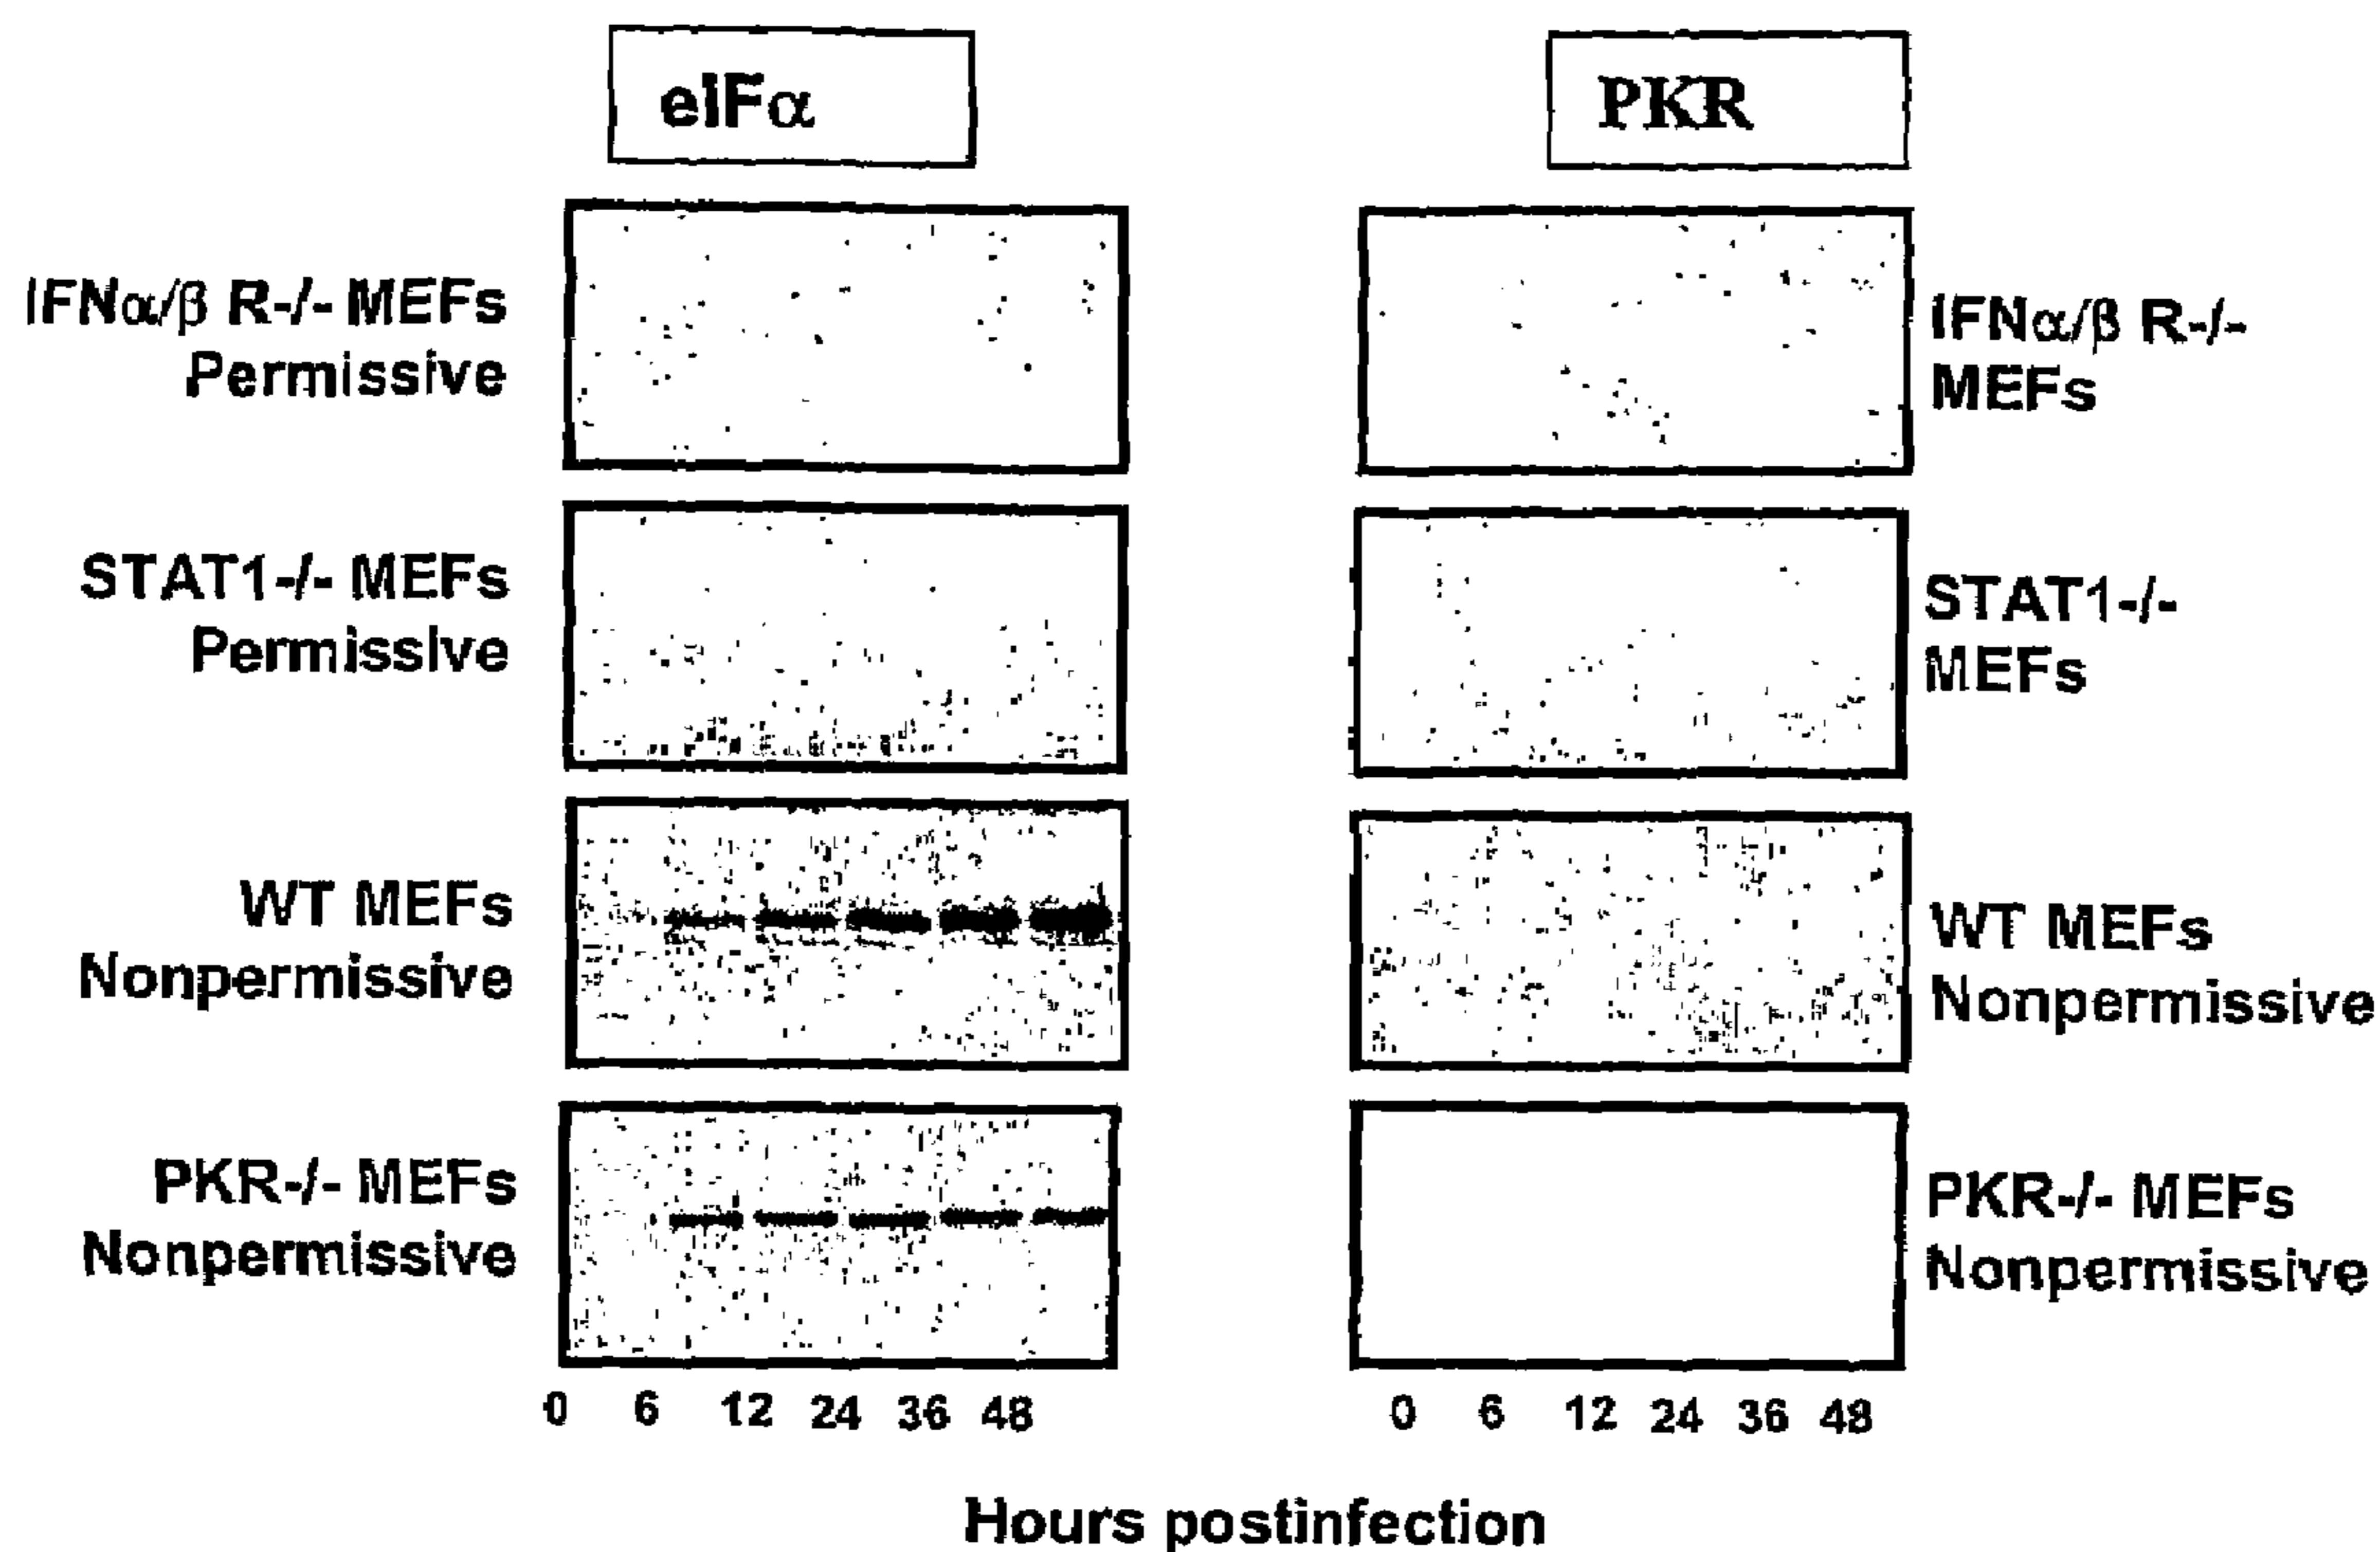 eIFα
PKR
IFNα/β R-/- MEFs
Permissive
IFNα/β R-/-
MEFs
STAT1-/- MEFs
Permissive
STAT1-/-
MEFs
WT MEFs
Nonpermissive
WT MEFs
Nonpermissive
PKR-/- MEFs
Nonpermissive
PKR-/- MEFs
Nonpermissive
0 6 12 24 36 48
0 6 12 24 36 48
Hours postinfection